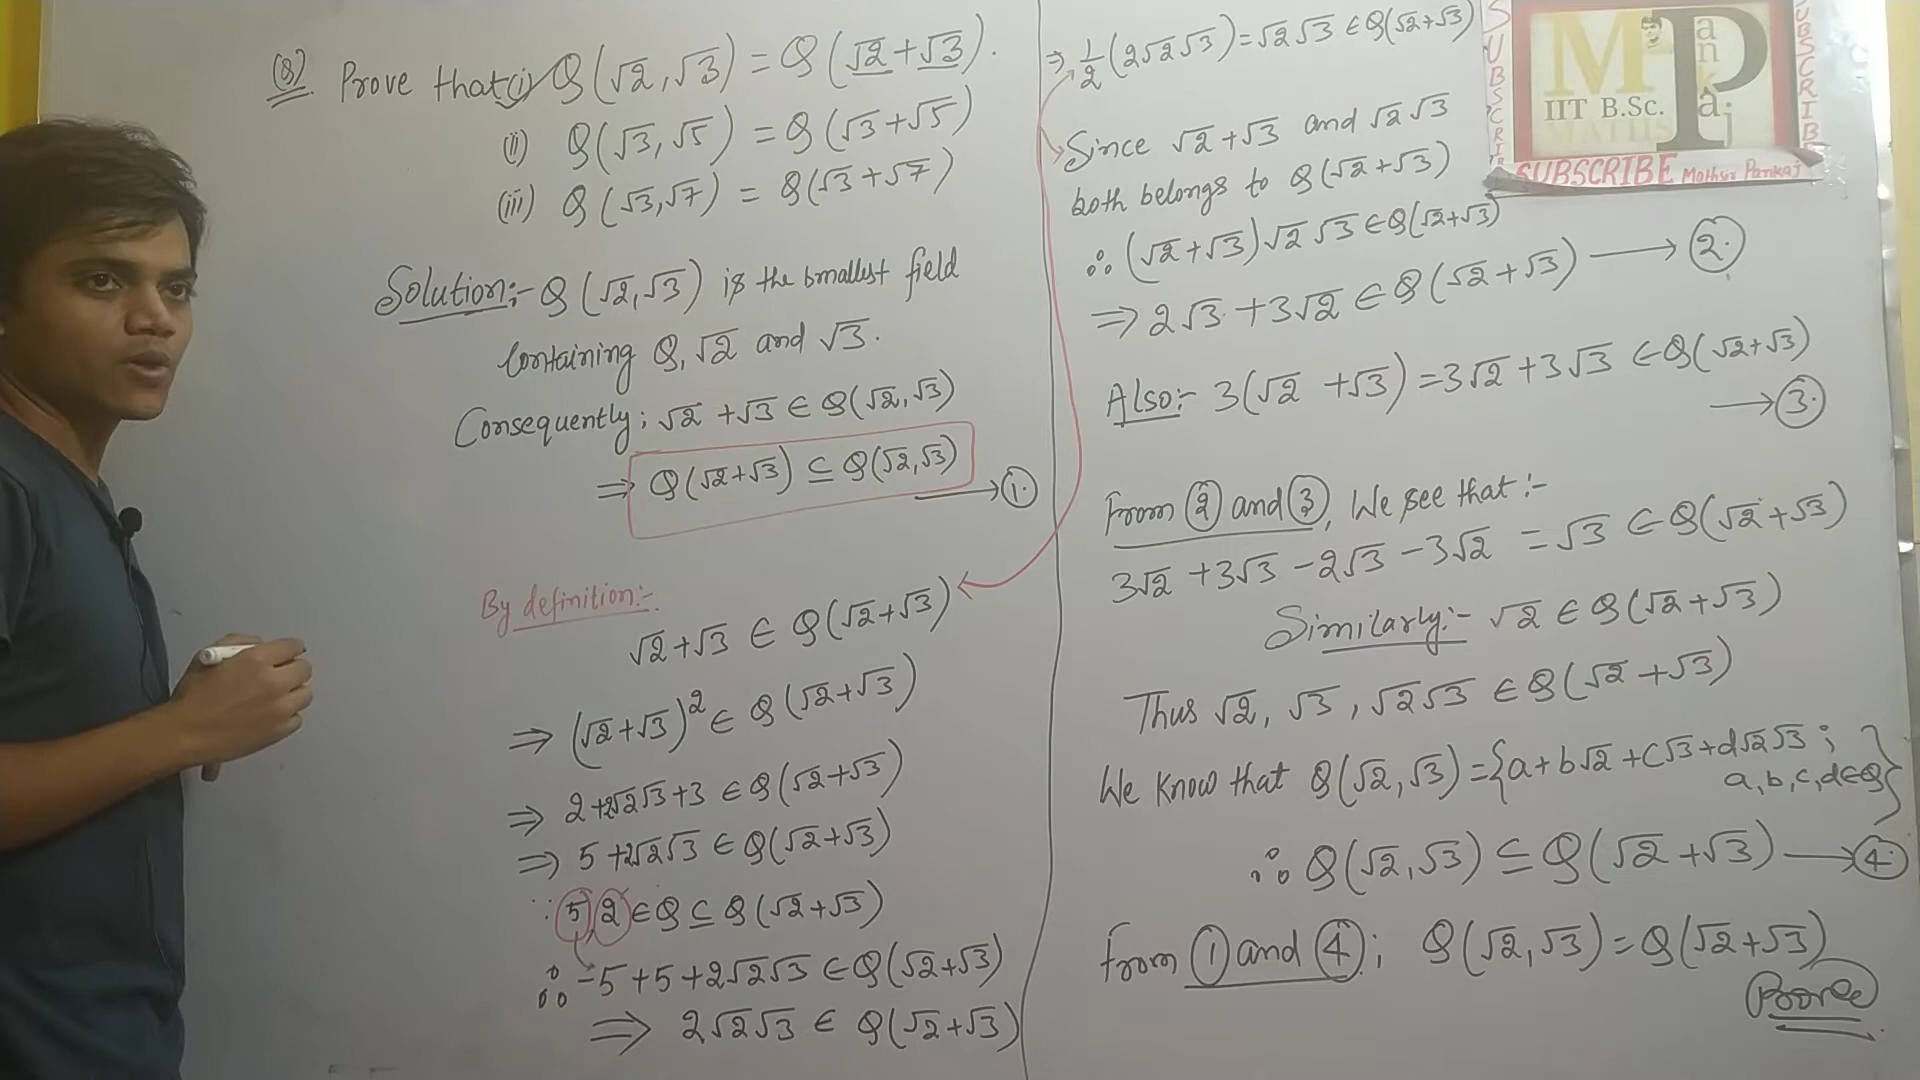 (Q). Prove that (i) Q(√2,√3) = Q(√2+√3).
(ii) Q(√3,√5) = Q(√3+√5)
(iii) Q(√3,√7) = Q(√3+√7)
Solution:- Q(√2,√3) is the smallest field
containing Q, √2 and √3.
Consequently; √2+√3 ∈ Q(√2,√3)
⇒ Q(√2+√3) ⊆ Q(√2,√3) → ①.
By definition:-
√2+√3 ∈ Q(√2+√3)
⇒ (√2+√3)² ∈ Q(√2+√3)
⇒ 2+2√2√3+3 ∈ Q(√2+√3)
⇒ 5+2√2√3 ∈ Q(√2+√3)
∵ 5,2 ∈ Q ⊆ Q(√2+√3)
∴ -5+5+2√2√3 ∈ Q(√2+√3)
⇒ 2√2√3 ∈ Q(√2+√3)
⇒ 1/2(2√2√3) = √2√3 ∈ Q(√2+√3)
Since √2+√3 and √2√3
both belongs to Q(√2+√3)
∴ (√2+√3)√2√3 ∈ Q(√2+√3)
⇒ 2√3+3√2 ∈ Q(√2+√3) → ②.
Also:- 3(√2+√3) = 3√2+3√3 ∈ Q(√2+√3)
→ ③.
From ② and ③, We see that:-
3√2+3√3-2√3-3√2 = √3 ∈ Q(√2+√3)
Similarly:- √2 ∈ Q(√2+√3)
Thus √2, √3, √2√3 ∈ Q(√2+√3)
We know that Q(√2,√3) = {a+b√2+c√3+d√2√3;
a,b,c,d∈Q}
∴ Q(√2,√3) ⊆ Q(√2+√3) → ④.
From ① and ④; Q(√2,√3) = Q(√2+√3)
Proved
SUBSCRIBE
M Pankaj
IIT B.Sc.
MATHS
SUBSCRIBE
SUBSCRIBE Mathsir Pankaj